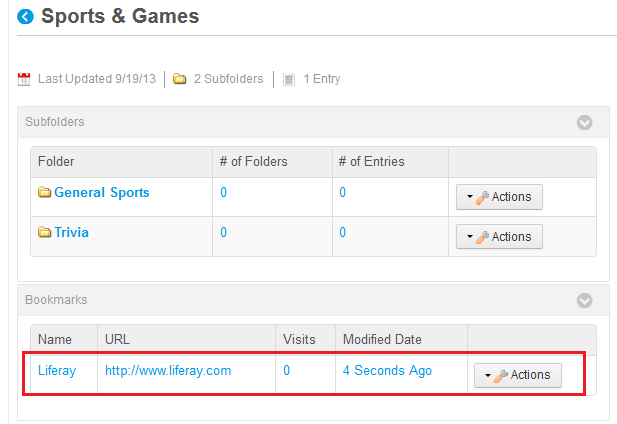 Sports & Games
Last Updated 9/19/13 2 Subfolders 1 Entry
Subfolders
Folder # of Folders # of Entries
General Sports 0 0 Actions
Trivia 0 0 Actions
Bookmarks
Name URL Visits Modified Date
Liferay http://www.liferay.com 0 4 Seconds Ago Actions